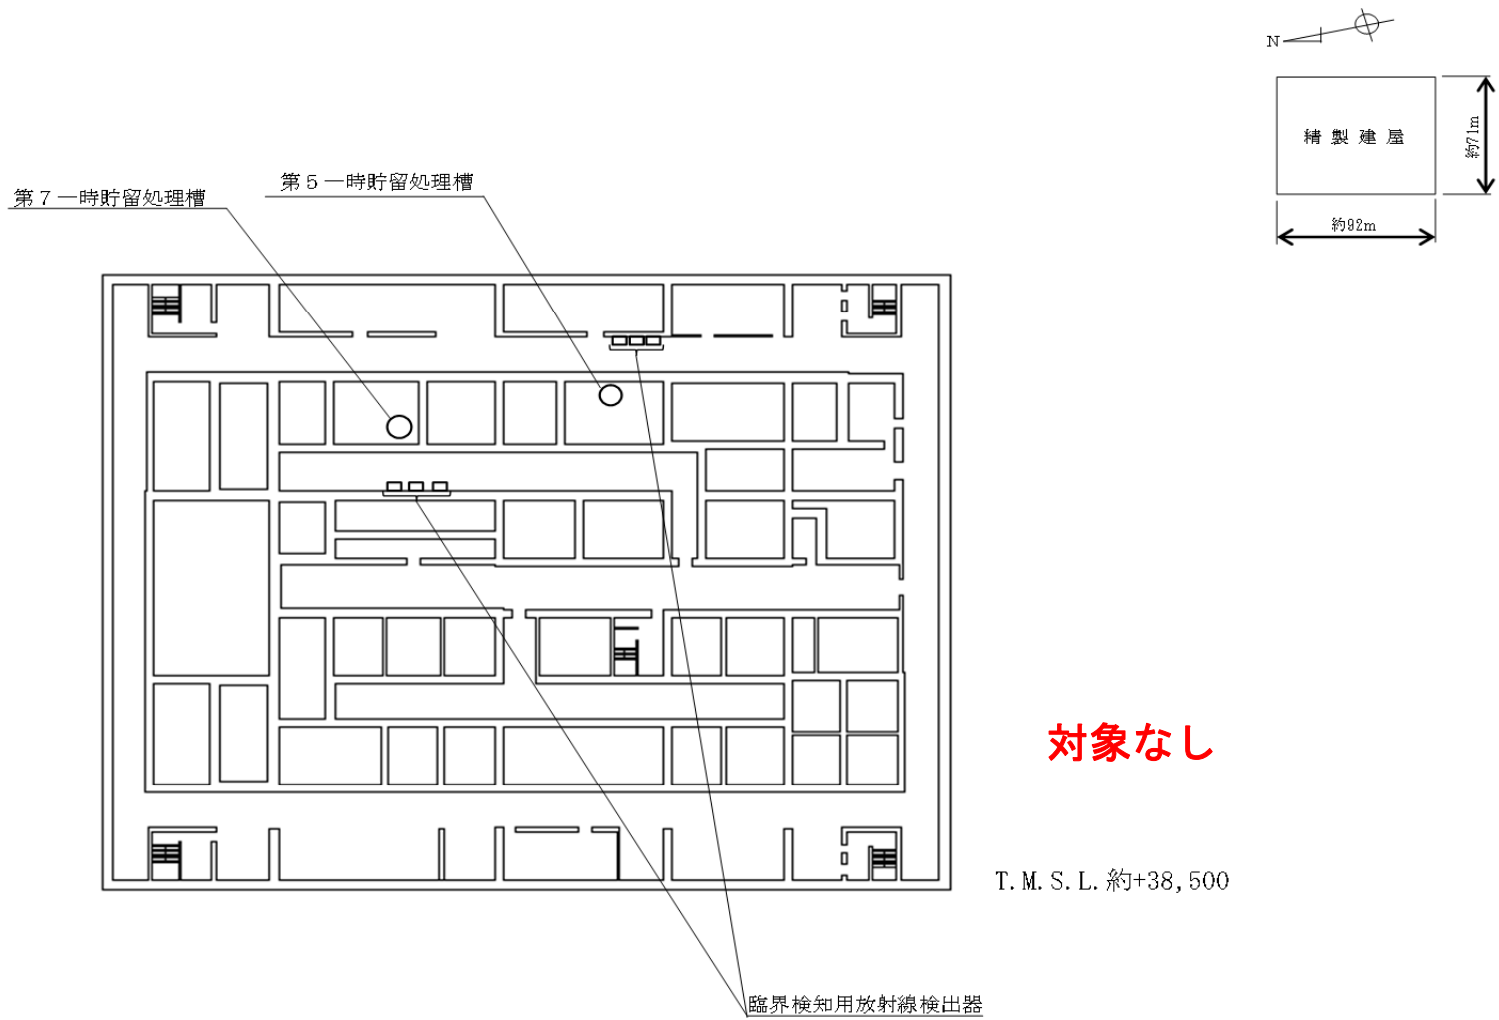 N
精製建屋
約71m
約92m
第5一時貯留処理槽
第7一時貯留処理槽
対象なし
T.M.S.L.約+38,500
臨界検知用放射線検出器